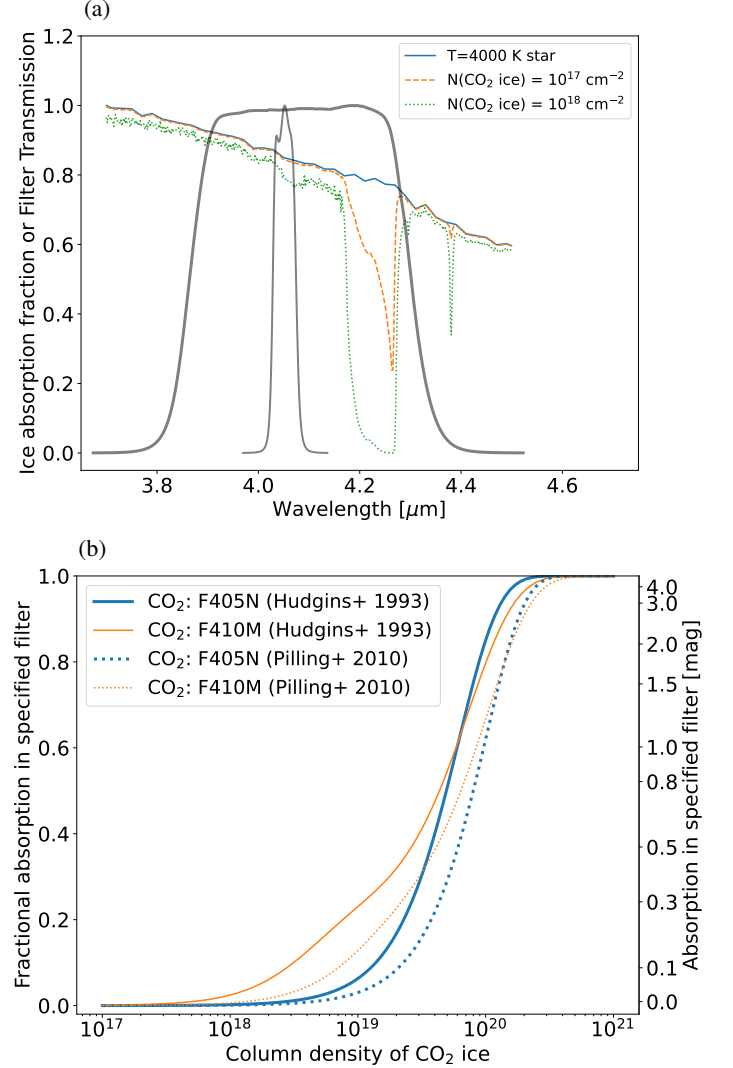 (a)
1.2
1.0
0.8
0.6
0.4
0.2
0.0
Ice absorption fraction or Filter Transmission
T=4000 K star
N(CO₂ ice) = 10¹⁷ cm⁻²
N(CO₂ ice) = 10¹⁸ cm⁻²
3.8 4.0 4.2 4.4 4.6
Wavelength [μm]
(b)
1.0
0.8
0.6
0.4
0.2
0.0
Fractional absorption in specified filter
CO₂: F405N (Hudgins+ 1993)
CO₂: F410M (Hudgins+ 1993)
CO₂: F405N (Pilling+ 2010)
CO₂: F410M (Pilling+ 2010)
4.0
3.0
2.0
1.5
1.0
0.8
0.5
0.3
0.1
0.0
Absorption in specified filter [mag]
10¹⁷ 10¹⁸ 10¹⁹ 10²⁰ 10²¹
Column density of CO₂ ice